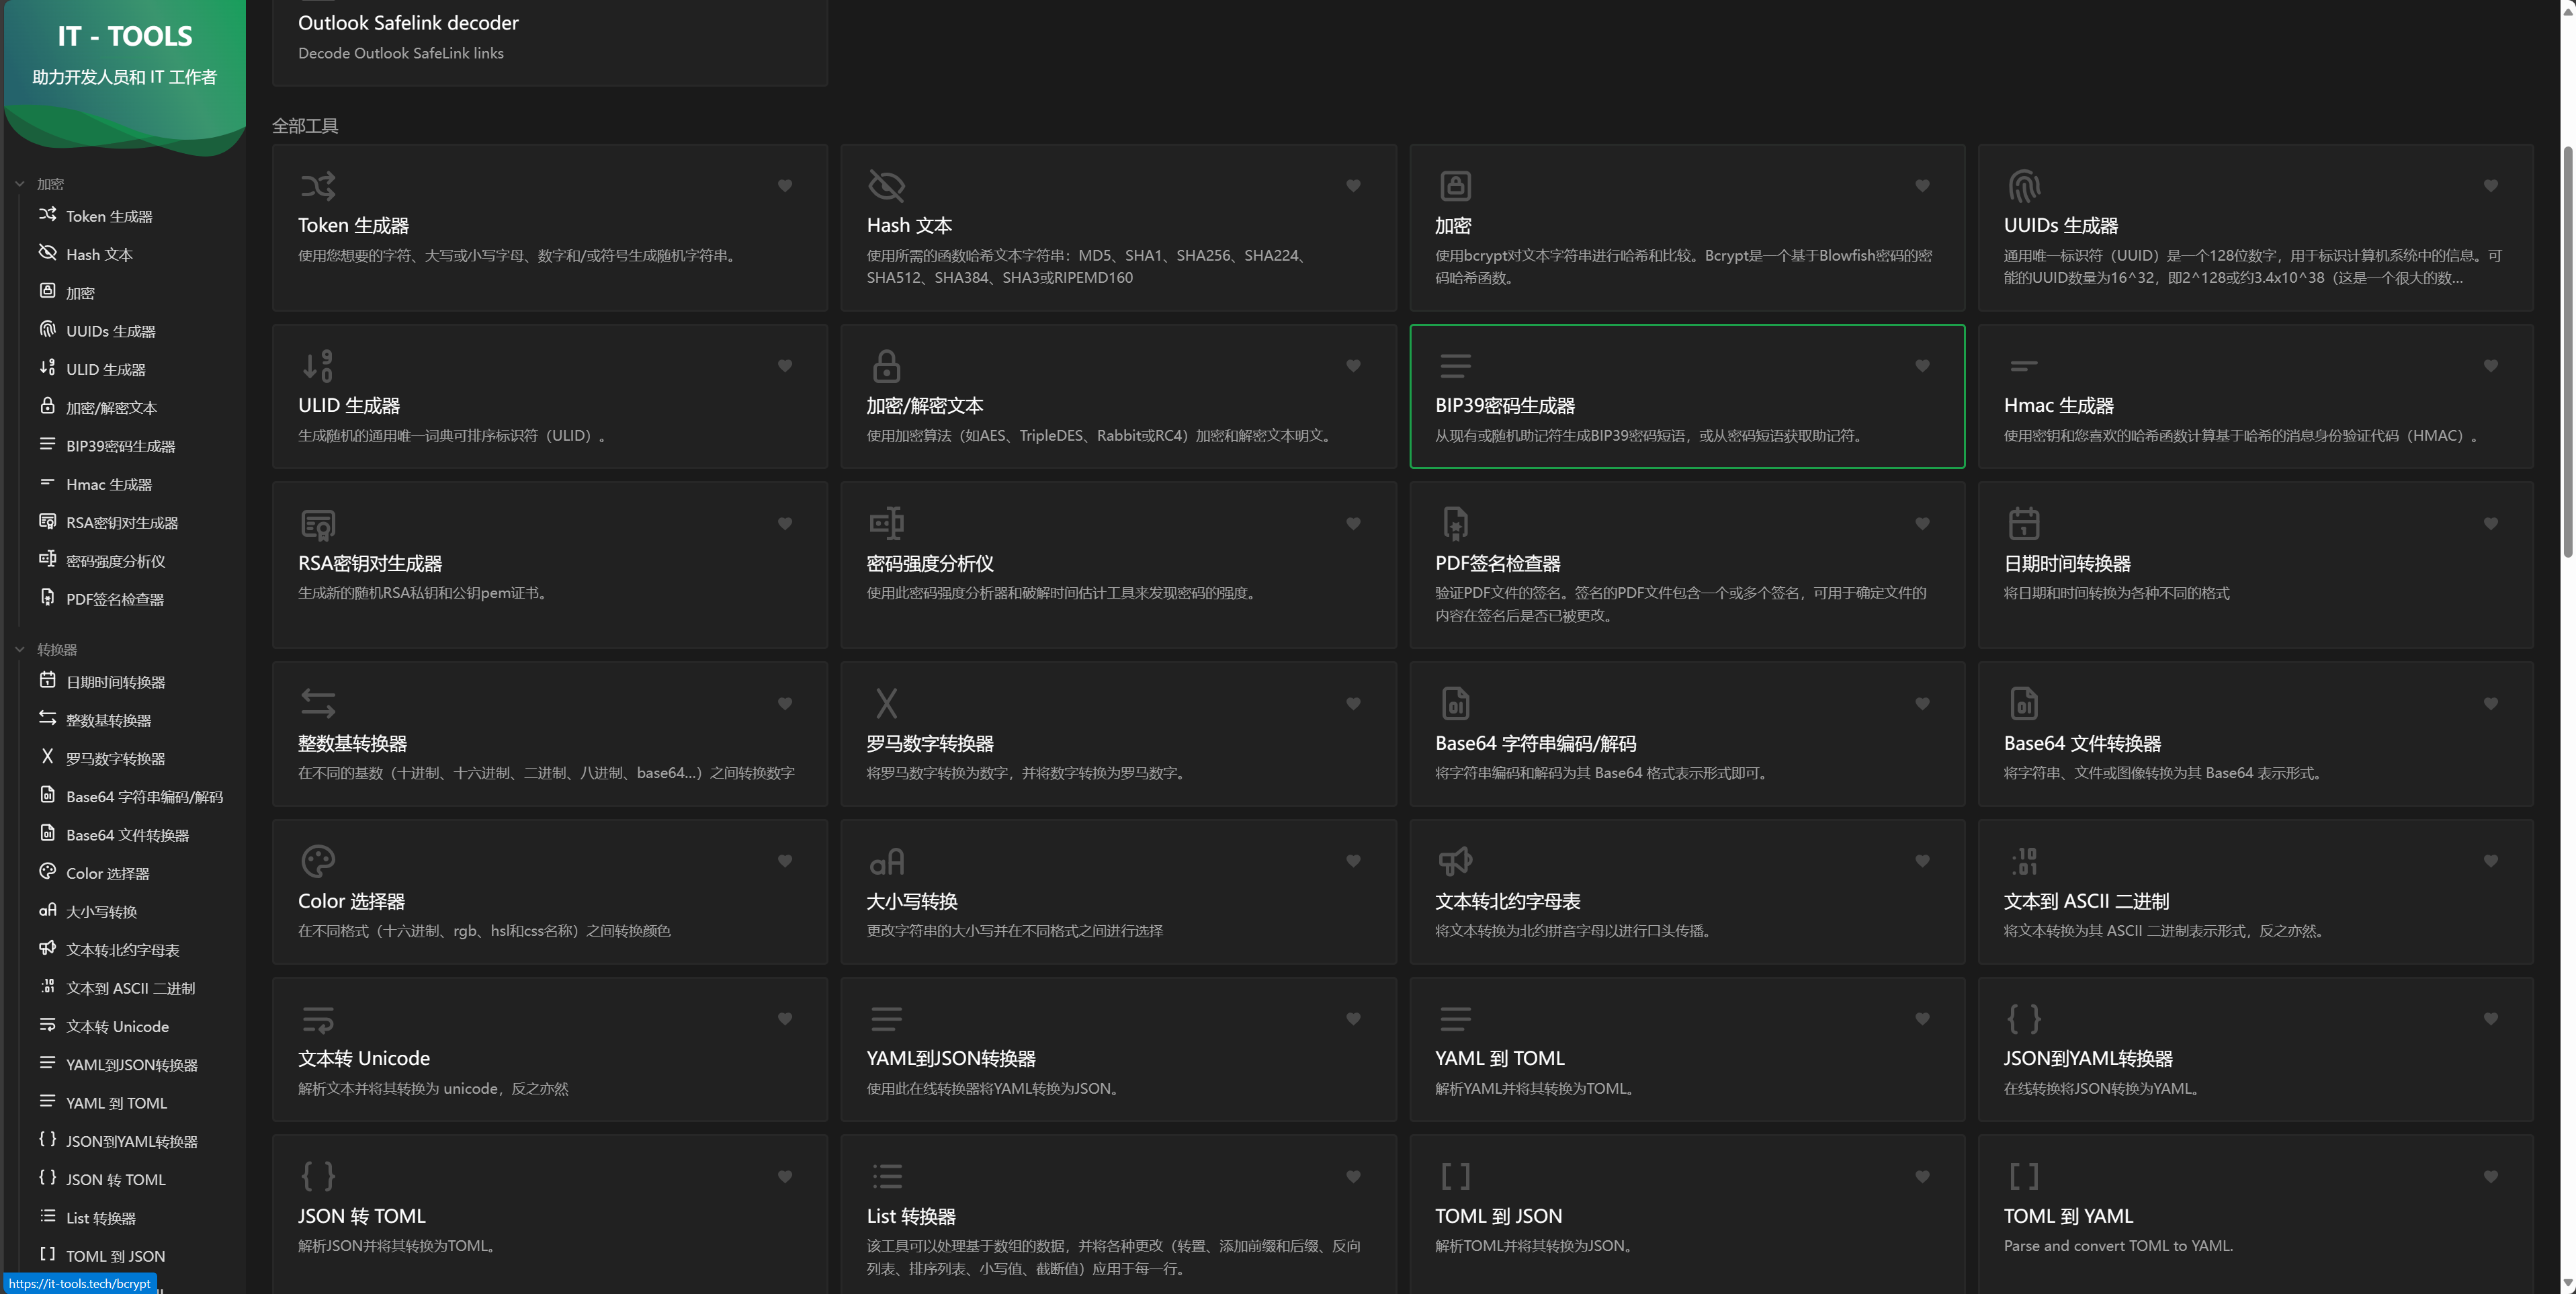 IT - TOOLS
助力开发人员和 IT 工作者
加密
Token 生成器
Hash 文本
加密
UUIDs 生成器
ULID 生成器
加密/解密文本
BIP39密码生成器
Hmac 生成器
RSA密钥对生成器
密码强度分析仪
PDF签名检查器
转换器
日期时间转换器
整数基转换器
罗马数字转换器
Base64 字符串编码/解码
Base64 文件转换器
Color 选择器
大小写转换
文本转北约字母表
文本到 ASCII 二进制
文本转 Unicode
YAML到JSON转换器
YAML 到 TOML
JSON到YAML转换器
JSON 转 TOML
List 转换器
TOML 到 JSON
https://it-tools.tech/bcrypt
Outlook Safelink decoder
Decode Outlook SafeLink links
全部工具
Token 生成器
使用您想要的字符、大写或小写字母、数字和/或符号生成随机字符串。
Hash 文本
使用所需的函数哈希文本字符串：MD5、SHA1、SHA256、SHA224、
SHA512、SHA384、SHA3或RIPEMD160
加密
使用bcrypt对文本字符串进行哈希和比较。Bcrypt是一个基于Blowfish密码的密
码哈希函数。
UUIDs 生成器
通用唯一标识符（UUID）是一个128位数字，用于标识计算机系统中的信息。可
能的UUID数量为16^32，即2^128或约3.4x10^38（这是一个很大的数...
ULID 生成器
生成随机的通用唯一词典可排序标识符（ULID）。
加密/解密文本
使用加密算法（如AES、TripleDES、Rabbit或RC4）加密和解密文本明文。
BIP39密码生成器
从现有或随机助记符生成BIP39密码短语，或从密码短语获取助记符。
Hmac 生成器
使用密钥和您喜欢的哈希函数计算基于哈希的消息身份验证代码（HMAC）。
RSA密钥对生成器
生成新的随机RSA私钥和公钥pem证书。
密码强度分析仪
使用此密码强度分析器和破解时间估计工具来发现密码的强度。
PDF签名检查器
验证PDF文件的签名。签名的PDF文件包含一个或多个签名，可用于确定文件的
内容在签名后是否已被更改。
日期时间转换器
将日期和时间转换为各种不同的格式
整数基转换器
在不同的基数（十进制、十六进制、二进制、八进制、base64...）之间转换数字
罗马数字转换器
将罗马数字转换为数字，并将数字转换为罗马数字。
Base64 字符串编码/解码
将字符串编码和解码为其 Base64 格式表示形式即可。
Base64 文件转换器
将字符串、文件或图像转换为其 Base64 表示形式。
Color 选择器
在不同格式（十六进制、rgb、hsl和css名称）之间转换颜色
大小写转换
更改字符串的大小写并在不同格式之间进行选择
文本转北约字母表
将文本转换为北约拼音字母以进行口头传播。
文本到 ASCII 二进制
将文本转换为其 ASCII 二进制表示形式，反之亦然。
文本转 Unicode
解析文本并将其转换为 unicode，反之亦然
YAML到JSON转换器
使用此在线转换器将YAML转换为JSON。
YAML 到 TOML
解析YAML并将其转换为TOML。
JSON到YAML转换器
在线转换将JSON转换为YAML。
JSON 转 TOML
解析JSON并将其转换为TOML。
List 转换器
该工具可以处理基于数组的数据，并将各种更改（转置、添加前缀和后缀、反向
列表、排序列表、小写值、截断值）应用于每一行。
TOML 到 JSON
解析TOML并将其转换为JSON。
TOML 到 YAML
Parse and convert TOML to YAML.